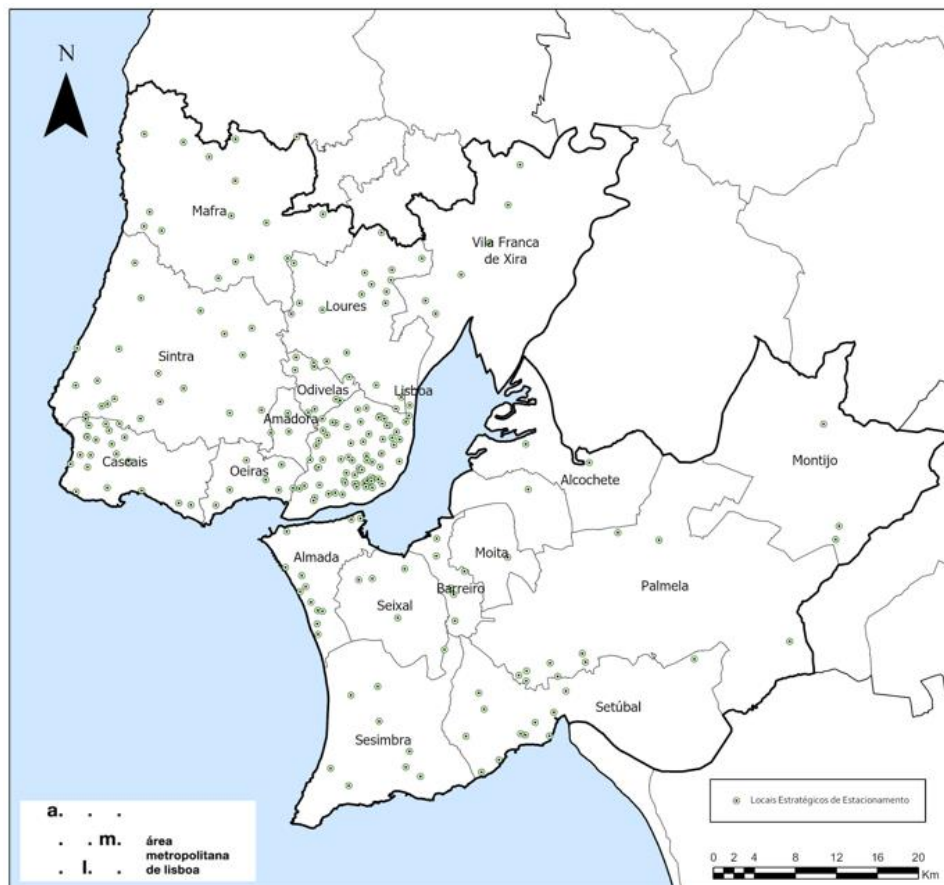 N
Mafra
Vila Franca
de Xira
Loures
Sintra
Odivelas
Lisboa
Amadora
Cascais
Oeiras
Montijo
Alcochete
Almada
Moita
Seixal
Barreiro
Palmela
Setúbal
Sesimbra
Locais Estratégicos de Estacionamento
a. . .
. . m. área
metropolitana
. l. . de lisboa
0 2 4 8 12 16 20
Km